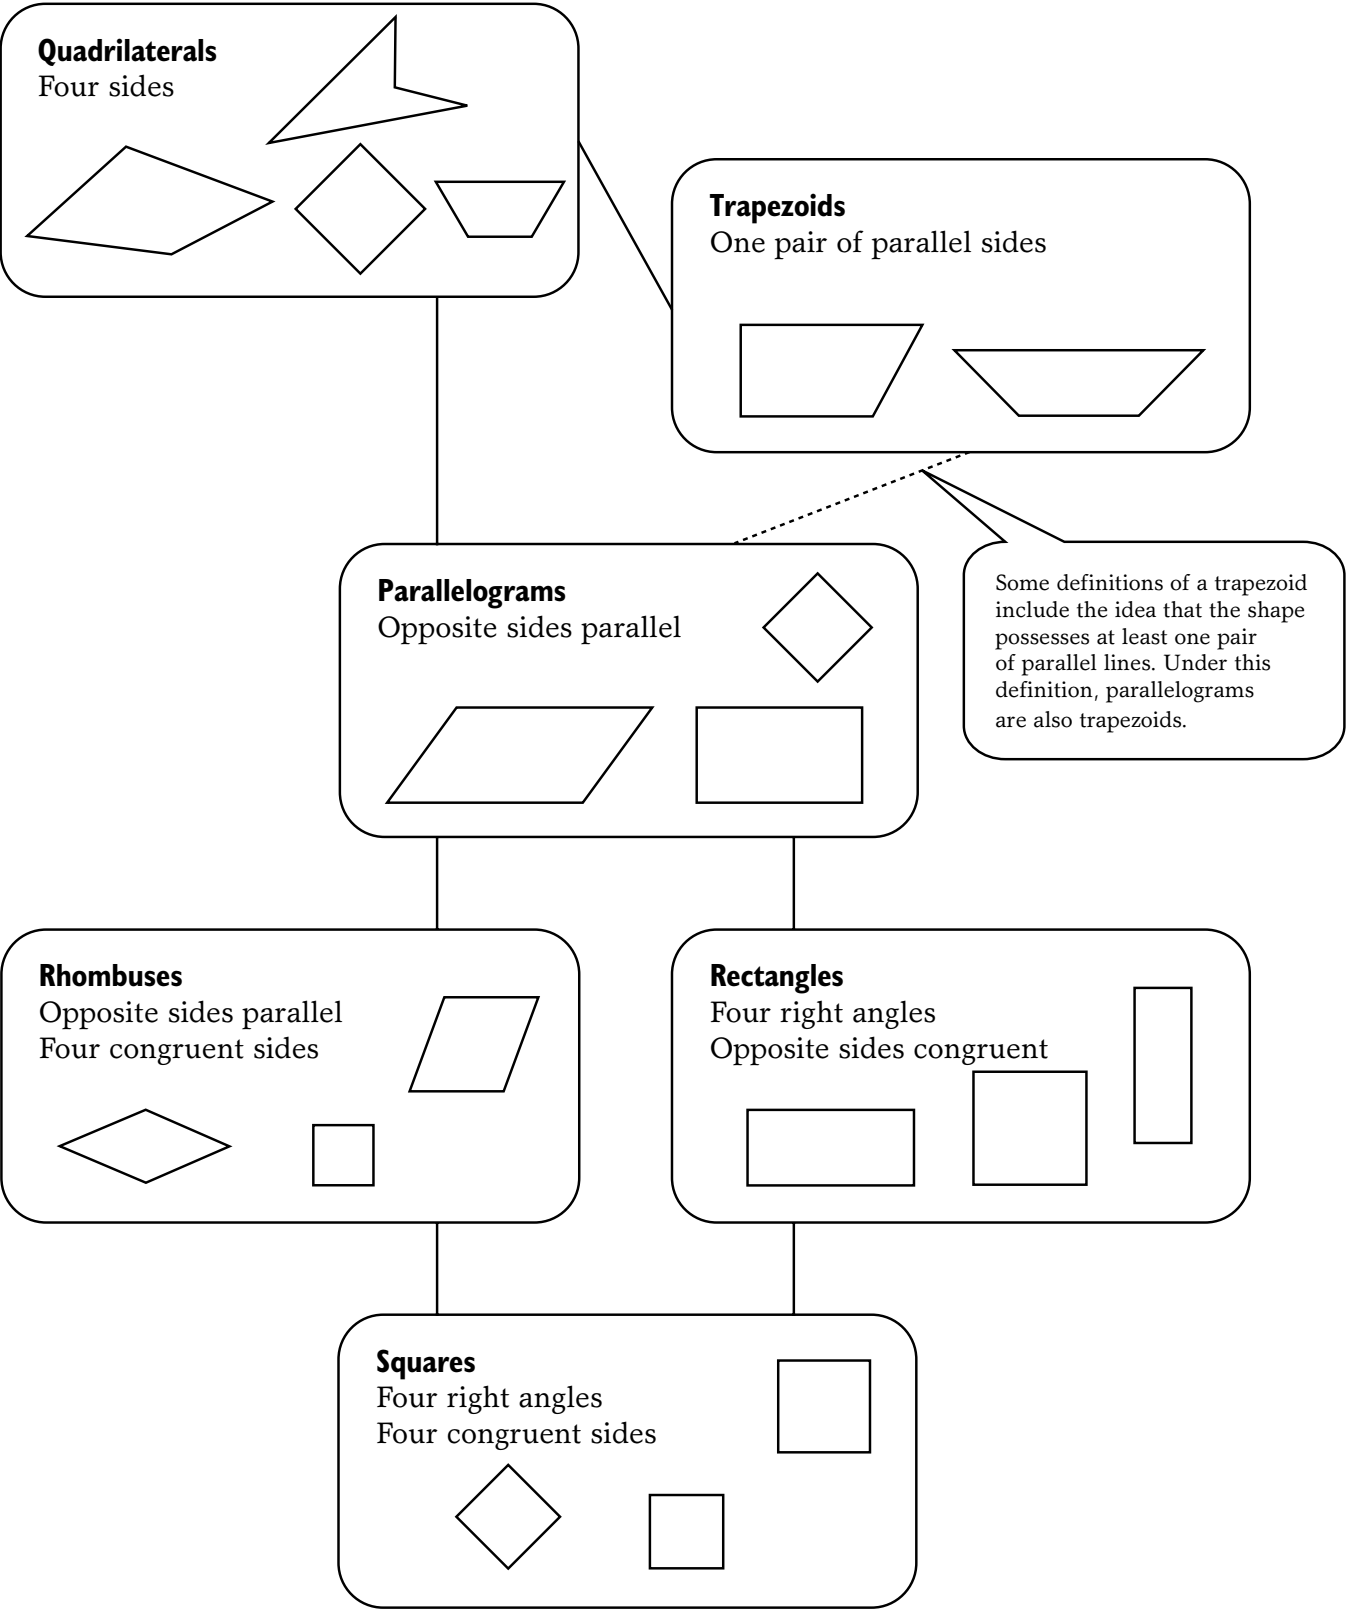 Quadrilaterals
Four sides
Trapezoids
One pair of parallel sides
Parallelograms
Opposite sides parallel
Some definitions of a trapezoid
include the idea that the shape
possesses at least one pair
of parallel lines. Under this
definition, parallelograms
are also trapezoids.
Rhombuses
Opposite sides parallel
Four congruent sides
Rectangles
Four right angles
Opposite sides congruent
Squares
Four right angles
Four congruent sides